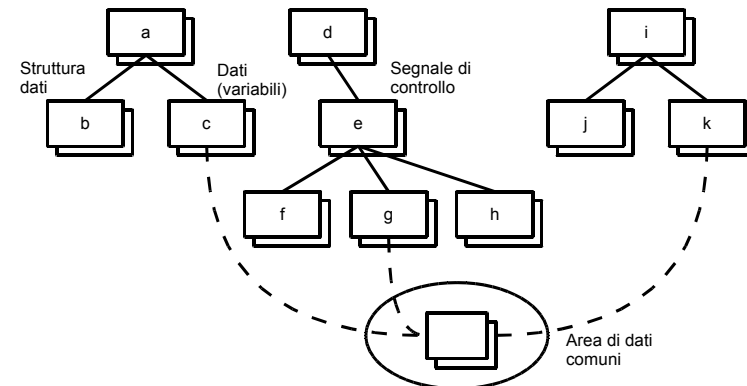 a
d
i
Struttura
dati
Dati
(variabili)
Segnale di
controllo
b
c
e
j
k
f
g
h
Area di dati
comuni